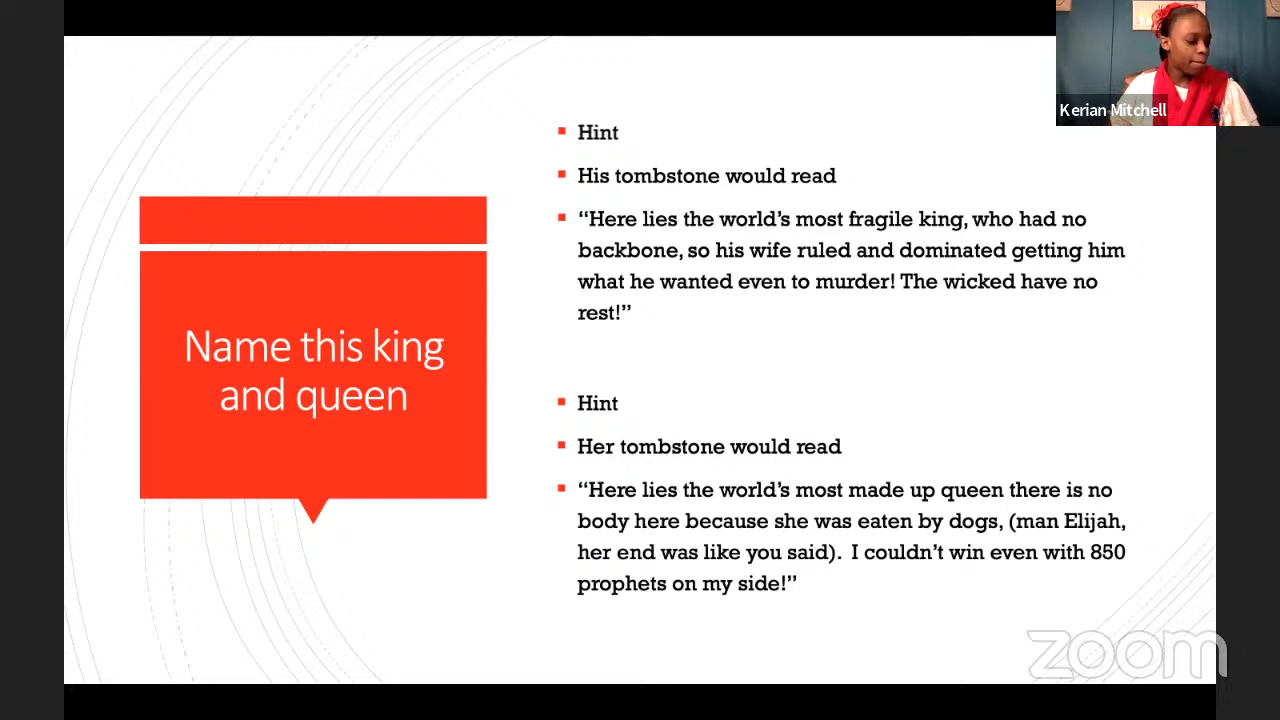 Kerian Mitchell
Name this king
and queen
Hint
His tombstone would read
“Here lies the world’s most fragile king, who had no
backbone, so his wife ruled and dominated getting him
what he wanted even to murder! The wicked have no
rest!”
Hint
Her tombstone would read
“Here lies the world’s most made up queen there is no
body here because she was eaten by dogs, (man Elijah,
her end was like you said). I couldn’t win even with 850
prophets on my side!”
zoom